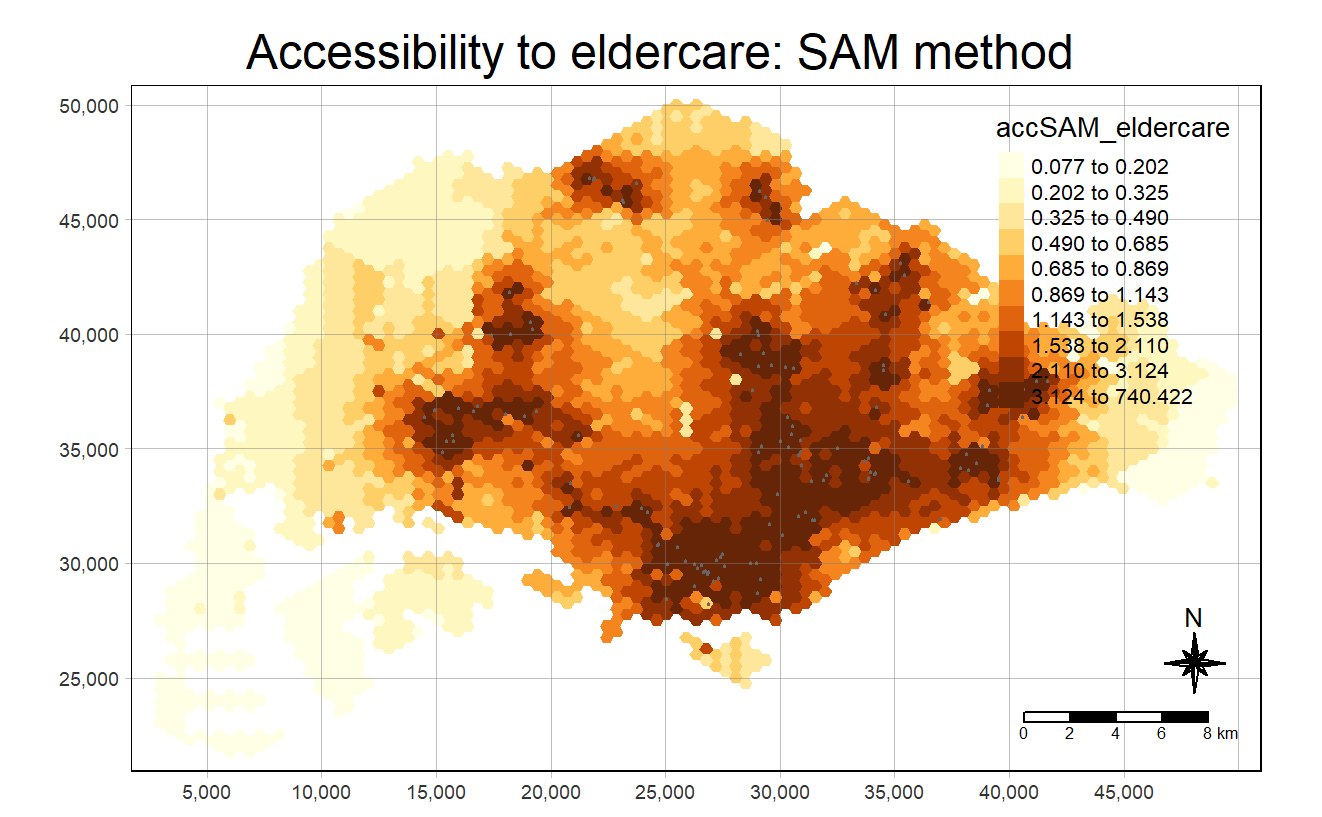 Accessibility to eldercare: SAM method
accSAM_eldercare
0.077 to 0.202
0.202 to 0.325
0.325 to 0.490
0.490 to 0.685
0.685 to 0.869
0.869 to 1.143
1.143 to 1.538
1.538 to 2.110
2.110 to 3.124
3.124 to 740.422
50,000
45,000
40,000
35,000
30,000
25,000
N
0 2 4 6 8 km
5,000 10,000 15,000 20,000 25,000 30,000 35,000 40,000 45,000